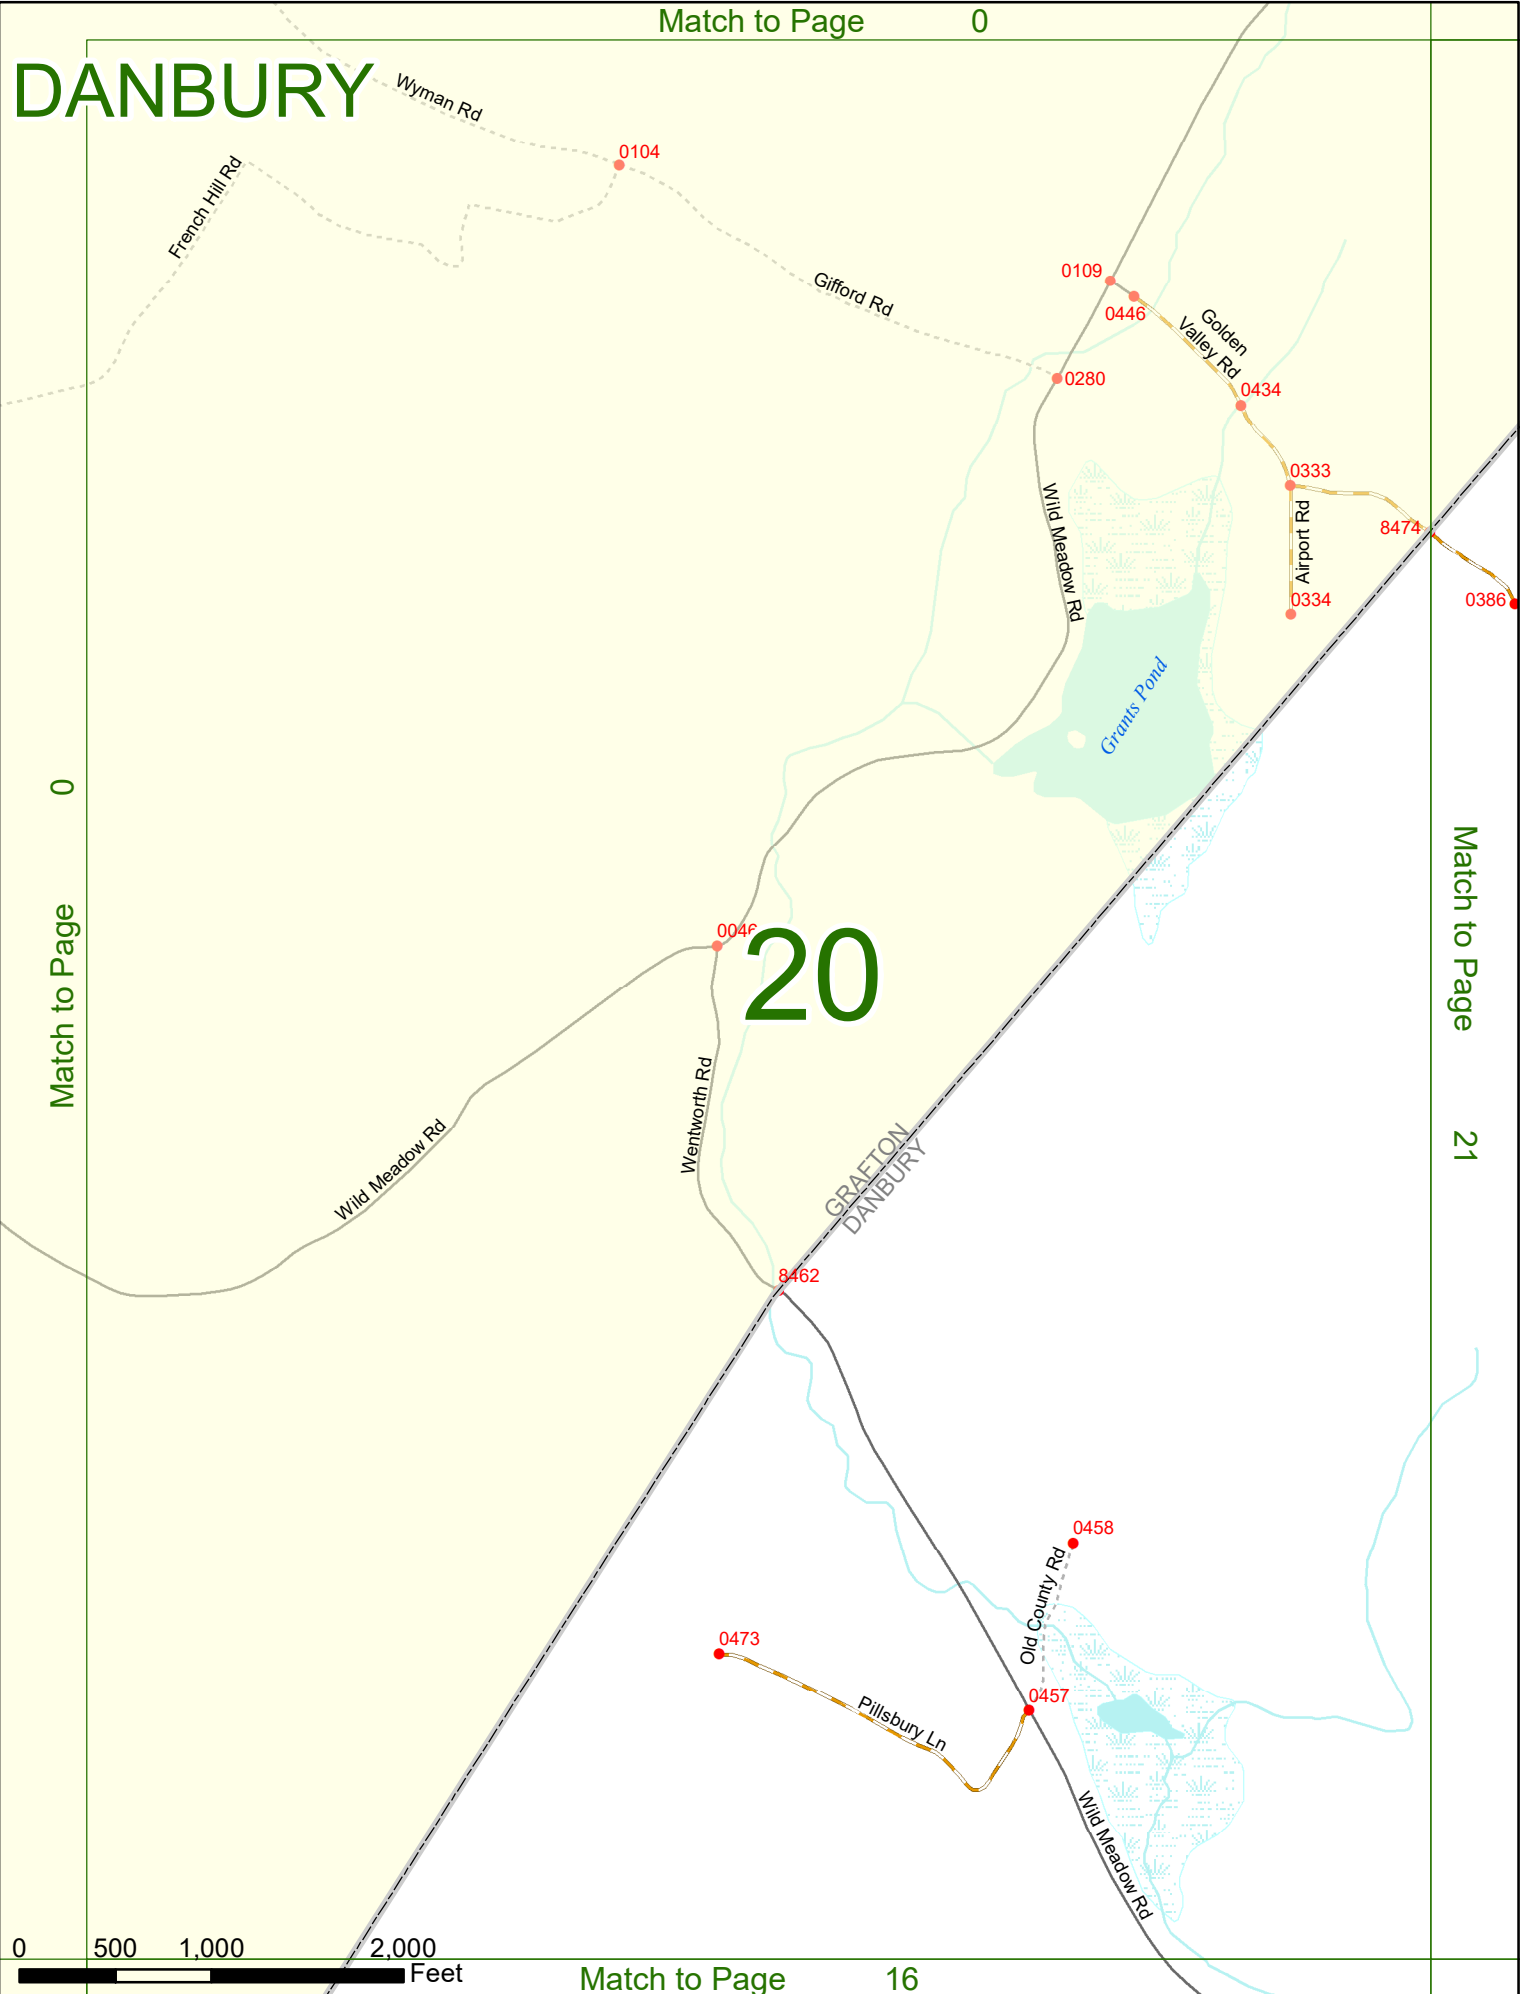 Match to Page 0
DANBURY
Wyman Rd
0104
French Hill Rd
Gifford Rd
0109
0446
Golden
Valley Rd
0280
0434
0333
Airport Rd
8474
0334
0386
Wild Meadow Rd
Grants Pond
Match to Page 0
Match to Page 21
0046
20
Wentworth Rd
Wild Meadow Rd
GRAFTON
DANBURY
8462
0458
Old County Rd
0473
0457
Pillsbury Ln
Wild Meadow Rd
0 500 1,000 2,000
Feet
Match to Page 16